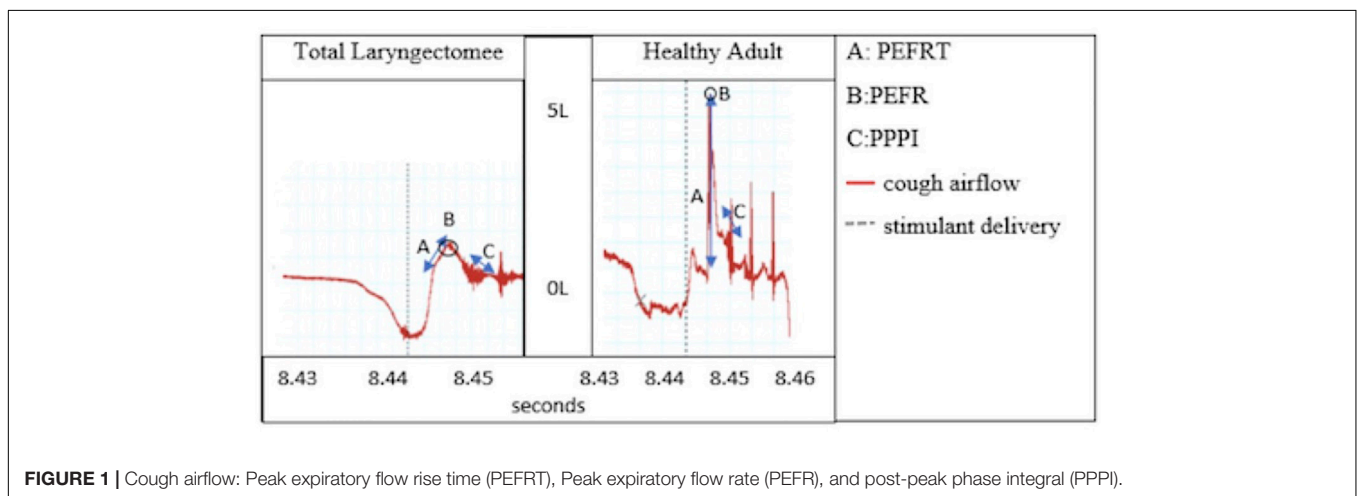 Total Laryngectomee
Healthy Adult
5L
0L
A
B
C
B
A
C
A: PEFRT
B:PEFR
C:PPPI
cough airflow
stimulant delivery
8.43 8.44 8.45
8.43 8.44 8.45 8.46
seconds
FIGURE 1 | Cough airflow: Peak expiratory flow rise time (PEFRT), Peak expiratory flow rate (PEFR), and post-peak phase integral (PPPI).